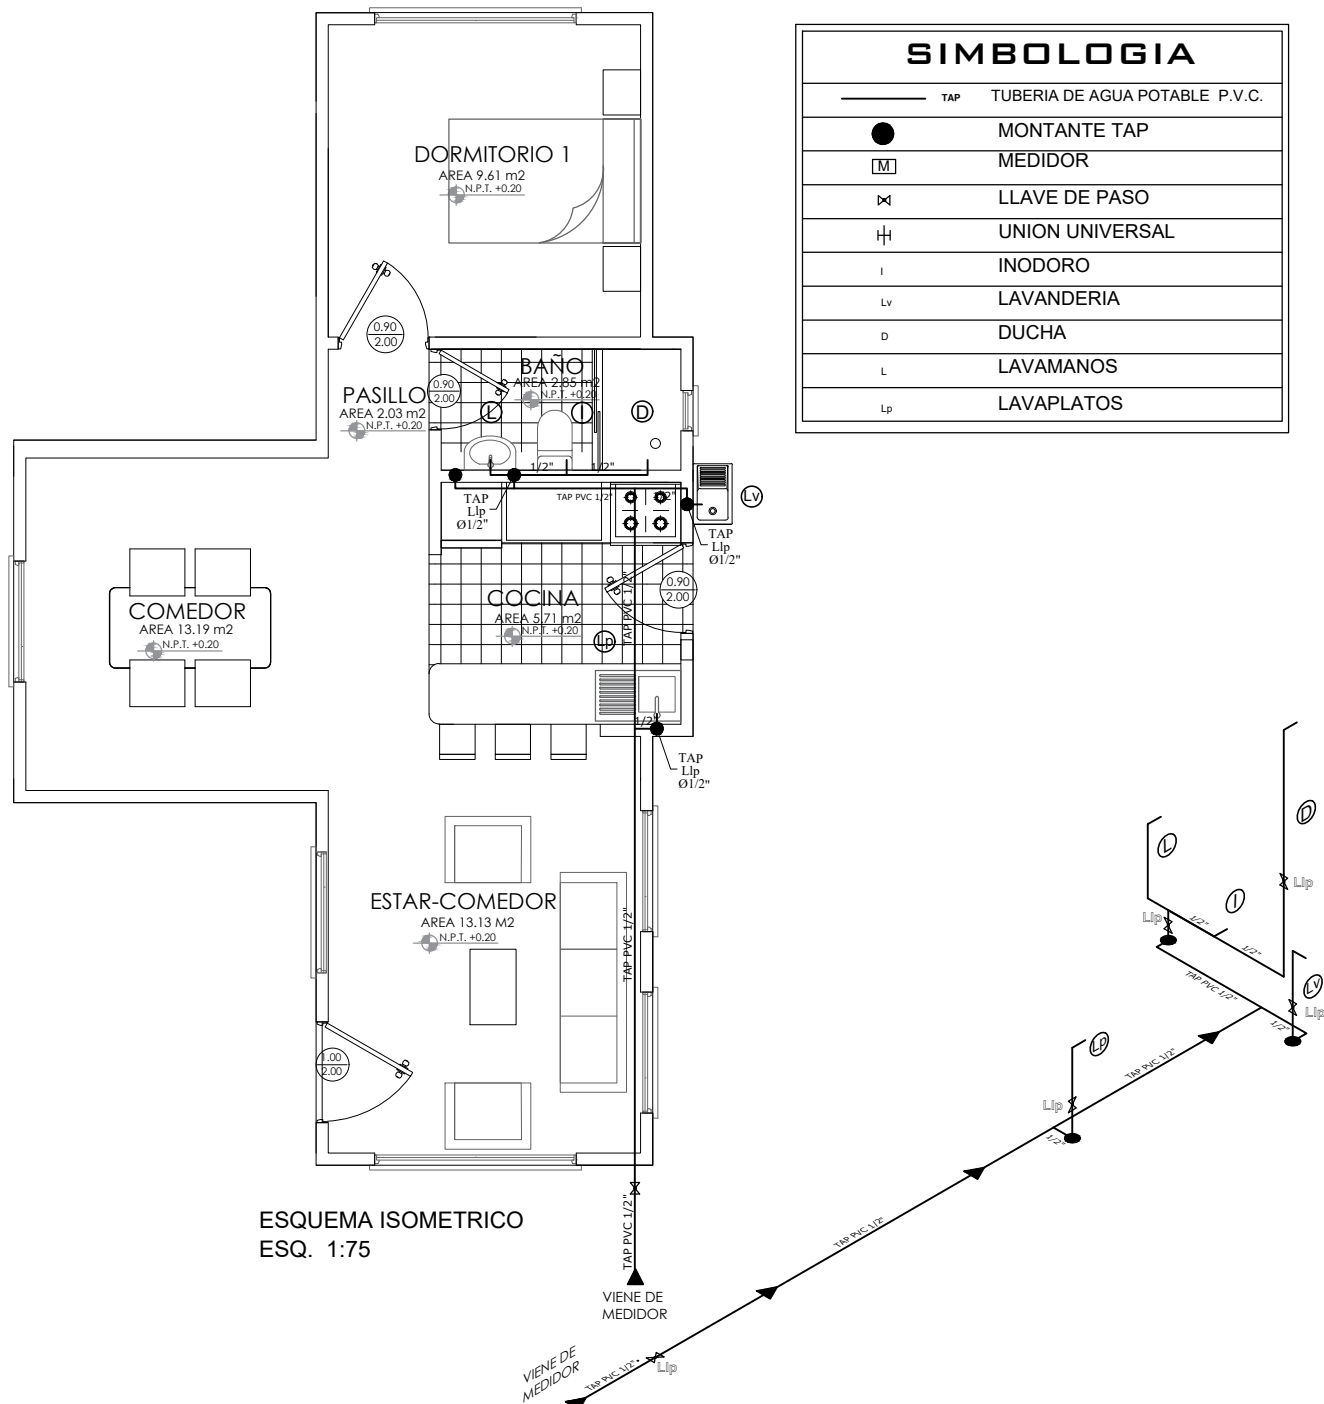 SIMBOLOGIA
TAP TUBERIA DE AGUA POTABLE P.V.C.
MONTANTE TAP
M MEDIDOR
LLAVE DE PASO
UNION UNIVERSAL
I INODORO
Lv LAVANDERIA
D DUCHA
L LAVAMANOS
Lp LAVAPLATOS
DORMITORIO 1
AREA 9.61 m2
N.P.T. +0.20
0.90
2.00
BAÑO
AREA 2.85 m2
N.P.T. +0.20
0.90
2.00
PASILLO
AREA 2.03 m2
N.P.T. +0.20
L
I
D
1/2"
1/2"
TAP
Llp
Ø1/2"
TAP PVC 1/2"
1/2"
Lv
TAP
Llp
Ø1/2"
0.90
2.00
COCINA
AREA 5.71 m2
N.P.T. +0.20
Lp
TAP PVC 1/2"
COMEDOR
AREA 13.19 m2
N.P.T. +0.20
1/2"
TAP
Llp
Ø1/2"
ESTAR-COMEDOR
AREA 13.13 M2
N.P.T. +0.20
TAP PVC 1/2"
1.00
2.00
ESQUEMA ISOMETRICO
ESQ. 1:75
TAP PVC 1/2"
VIENE DE
MEDIDOR
D
L
Llp
I
Llp
1/2"
1/2"
TAP PVC 1/2"
Lv
Llp
1/2"
Lp
TAP PVC 1/2"
Llp
1/2"
TAP PVC 1/2"
VIENE DE
MEDIDOR
TAP PVC 1/2"
Llp